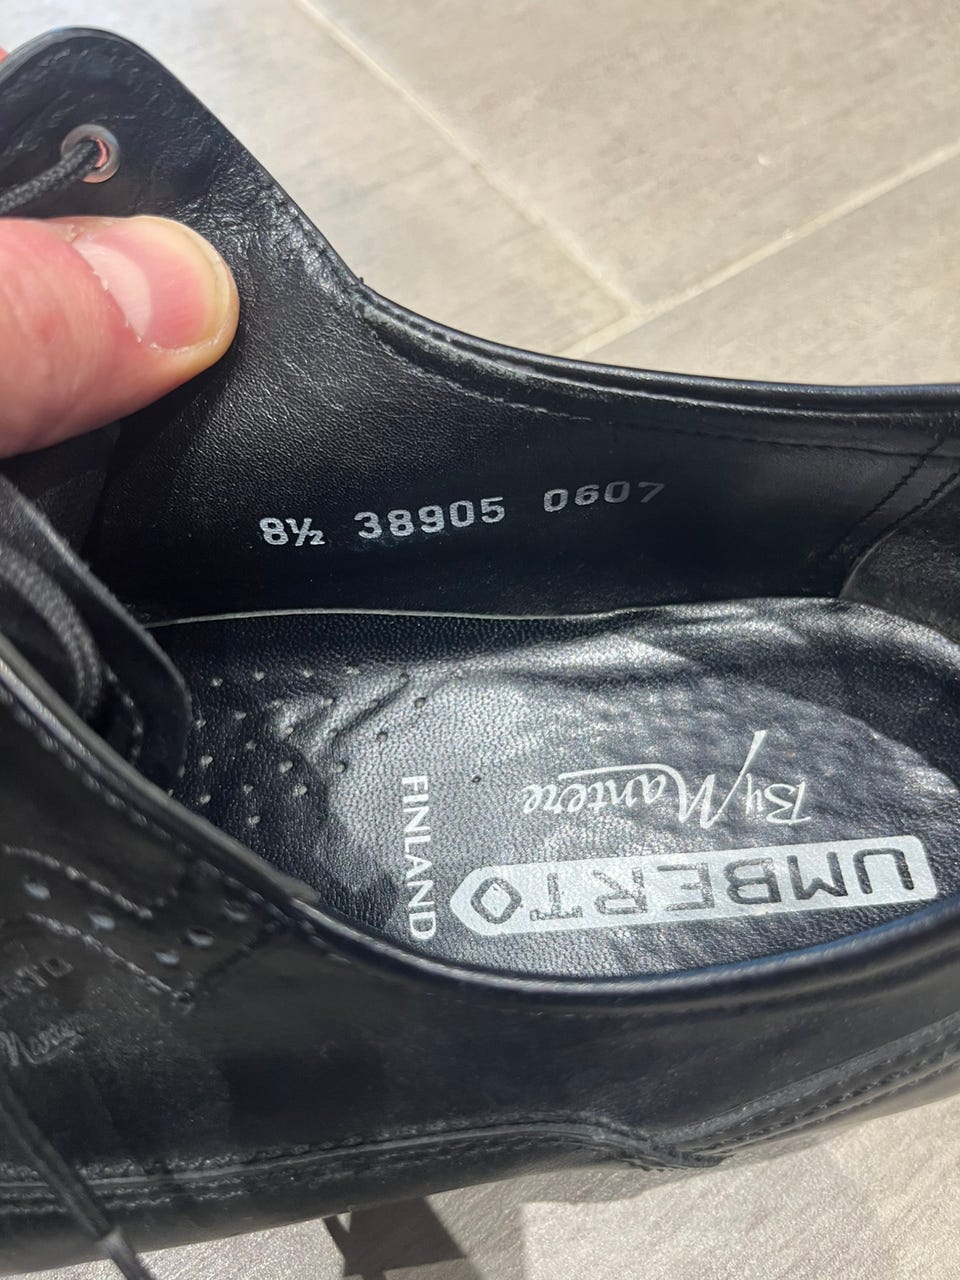 8½ 38905 0607
UMBERTO
By Mantere
FINLAND